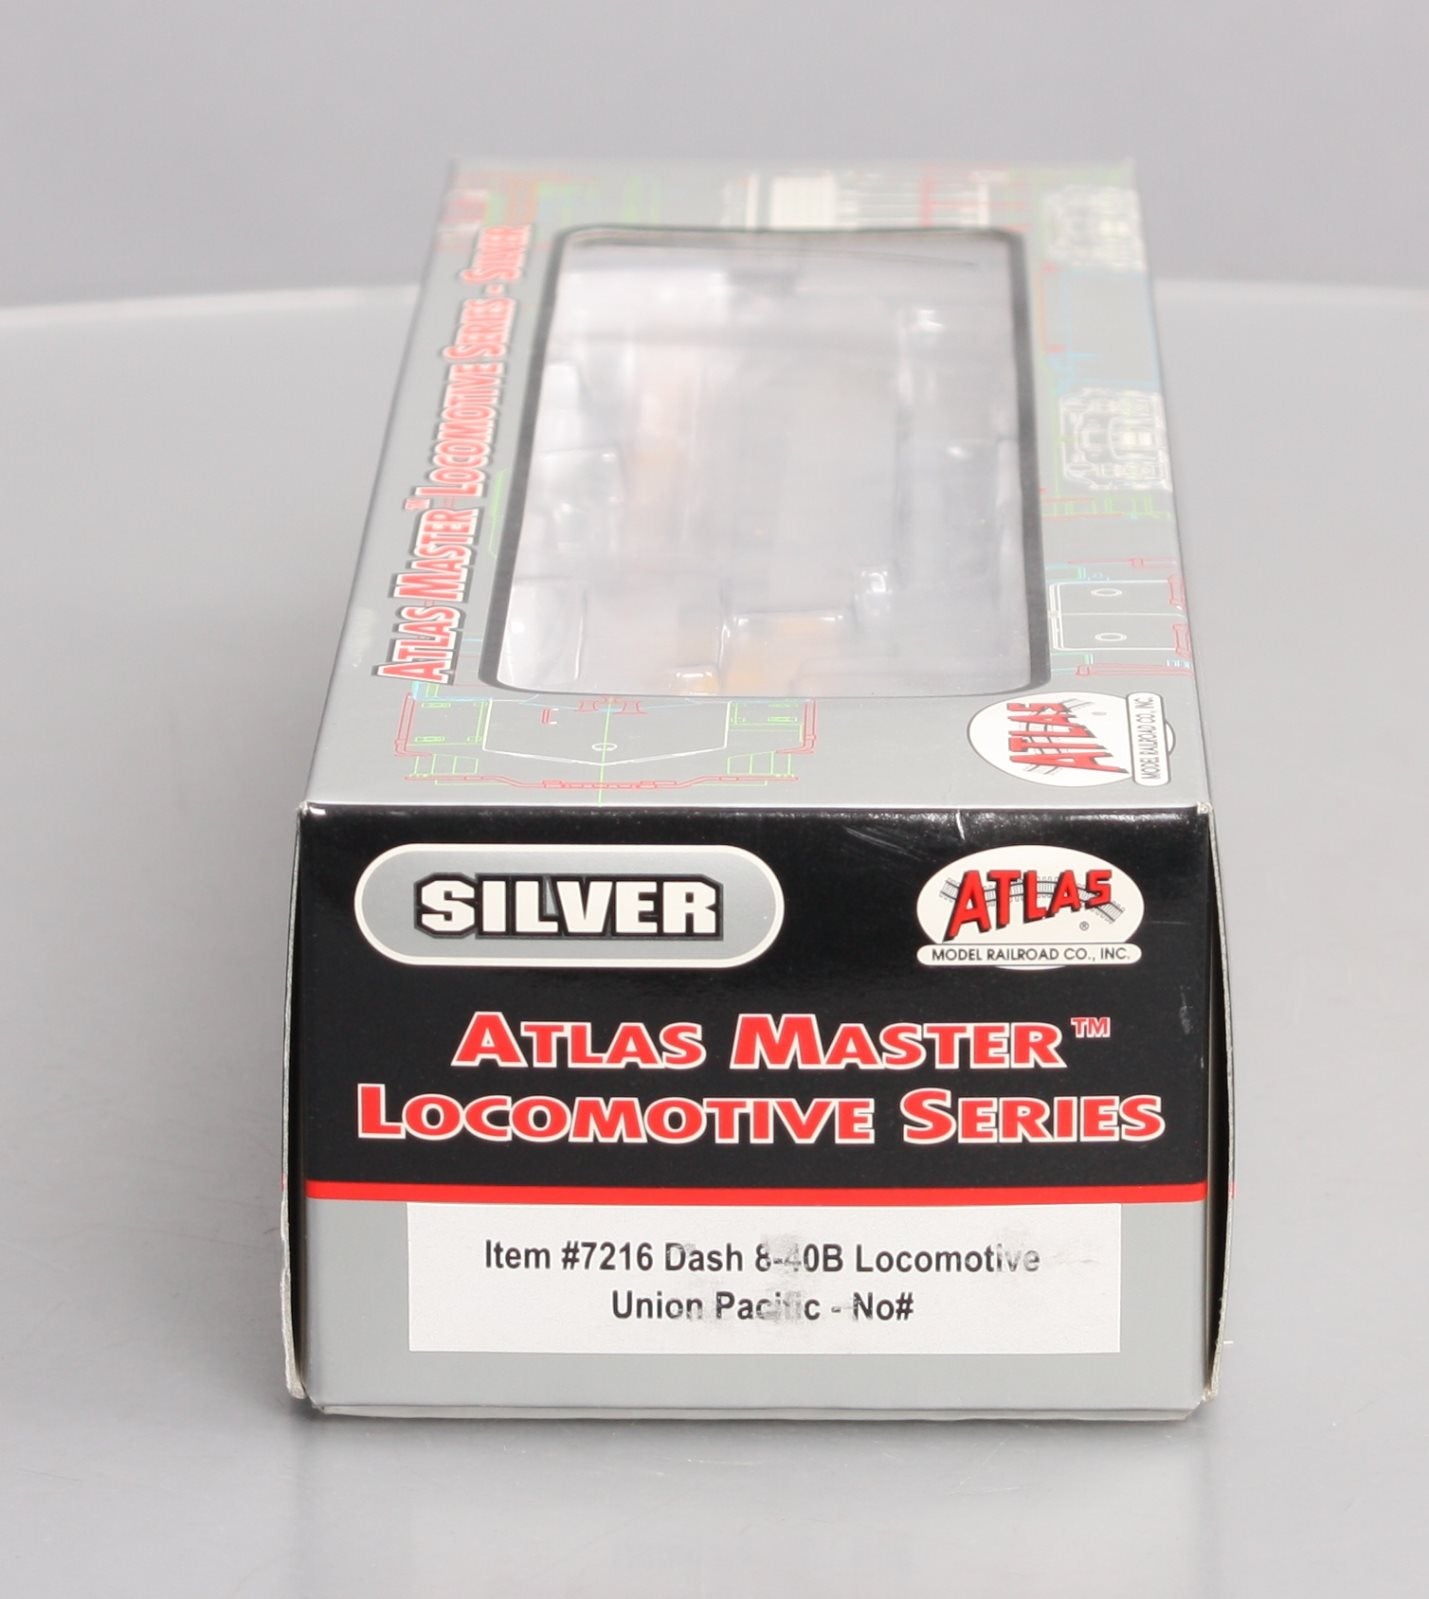 ATLAS MASTER™ LOCOMOTIVE SERIES - SILVER
ATLAS®
MODEL RAILROAD CO., INC.
SILVER
ATLAS®
MODEL RAILROAD CO., INC.
ATLAS MASTER™
LOCOMOTIVE SERIES
Item #7216 Dash 8-40B Locomotive
Union Pacific - No#